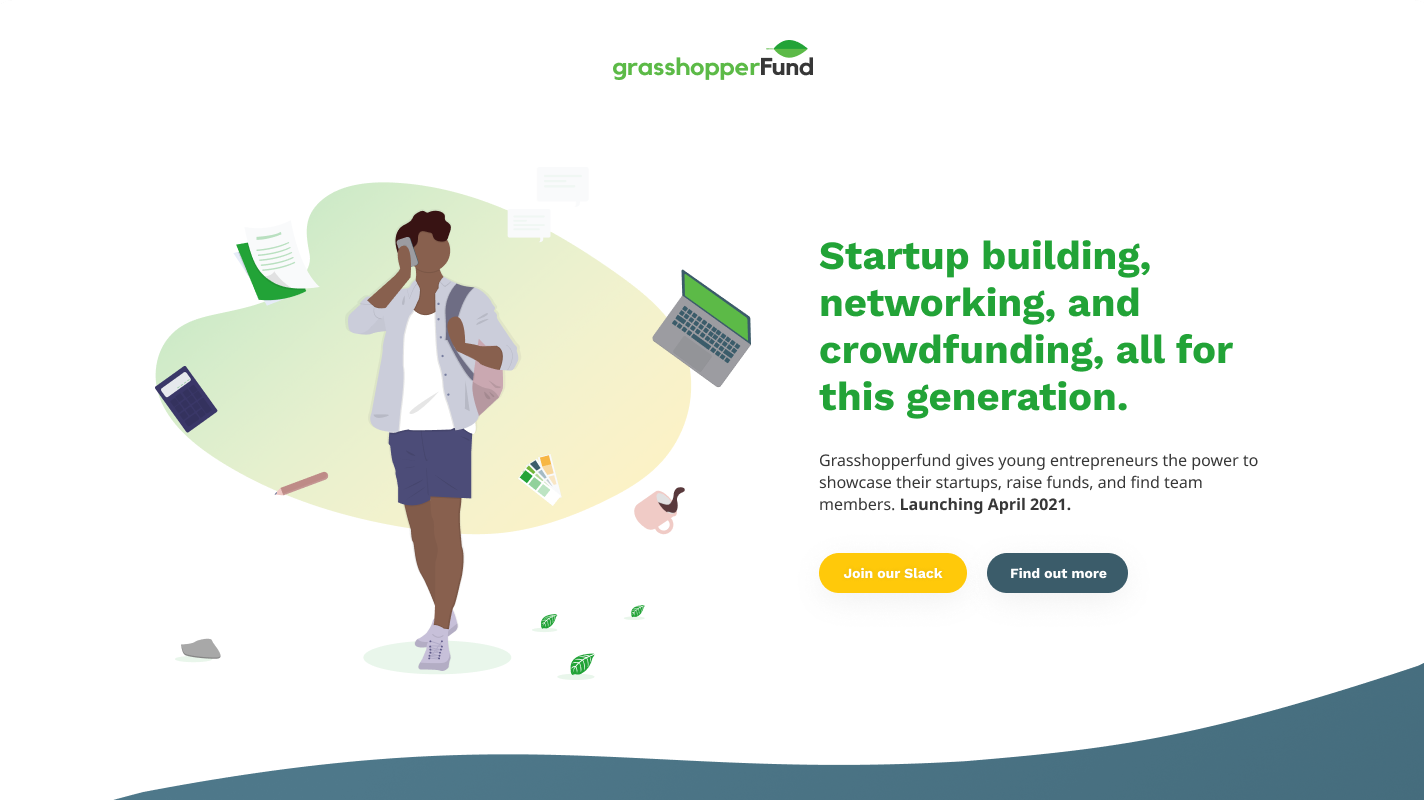 grasshopperFund
Startup building,
networking, and
crowdfunding, all for
this generation.
Grasshopperfund gives young entrepreneurs the power to
showcase their startups, raise funds, and find team
members. Launching April 2021.
Join our Slack
Find out more